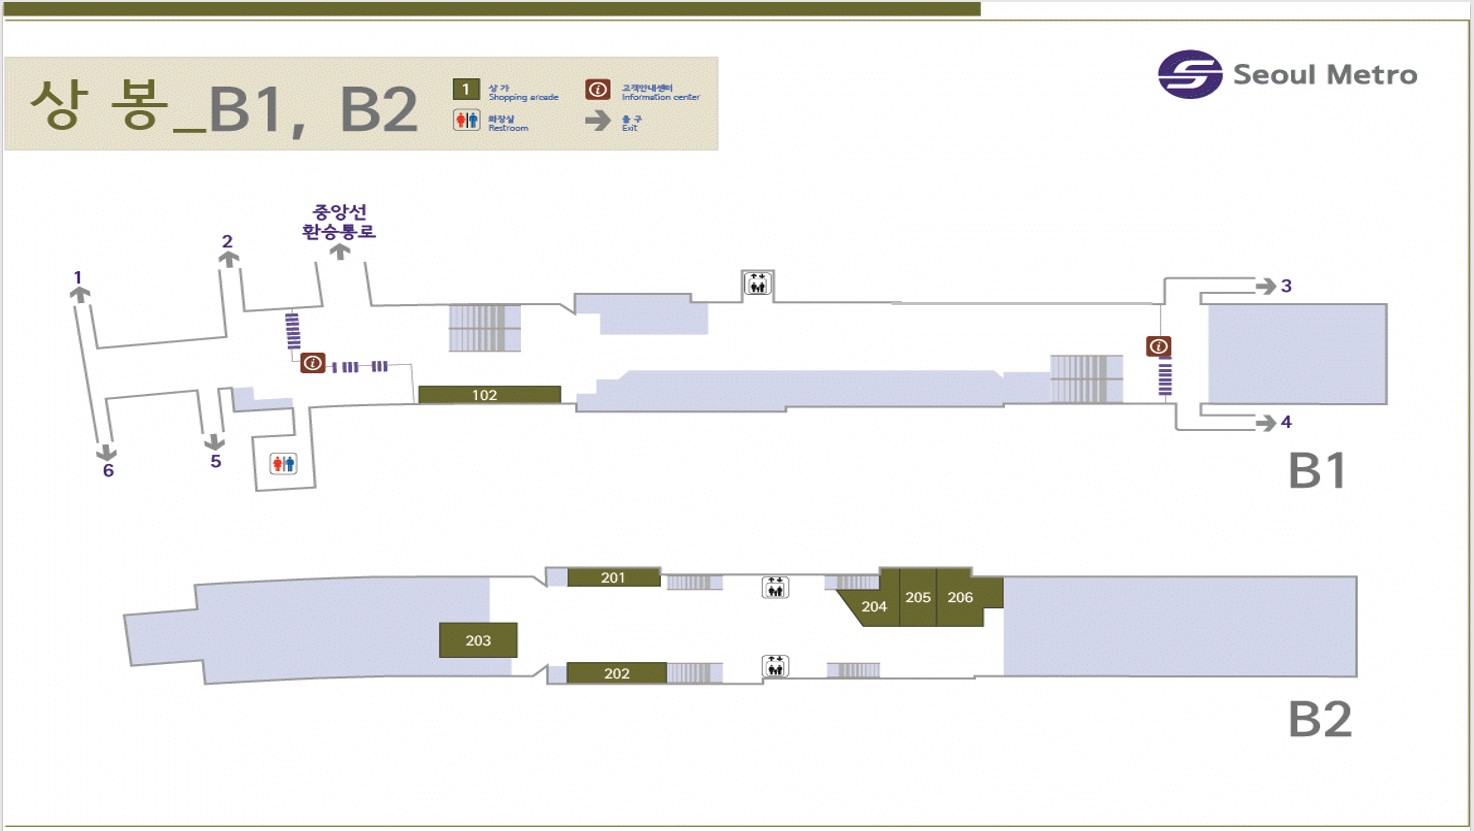 상 봉_B1, B2
1 상 가
Shopping arcade
고객안내센터
Information center
화장실
Restroom
출 구
Exit
Seoul Metro
중앙선
환승통로
1
2
3
102
6
5
4
B1
201
203
202
204
205
206
B2